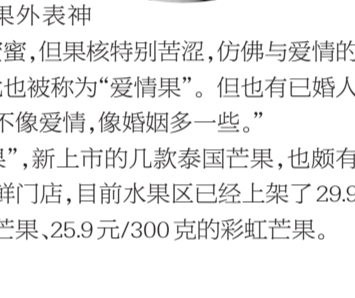 果外表神
蜜,但果核特别苦涩,仿佛与爱情的
也被称为“爱情果”。但也有已婚人
不像爱情,像婚姻多一些。”
”,新上市的几款泰国芒果,也颇有
鲜门店,目前水果区已经上架了29.9
芒果、25.9元/300克的彩虹芒果。